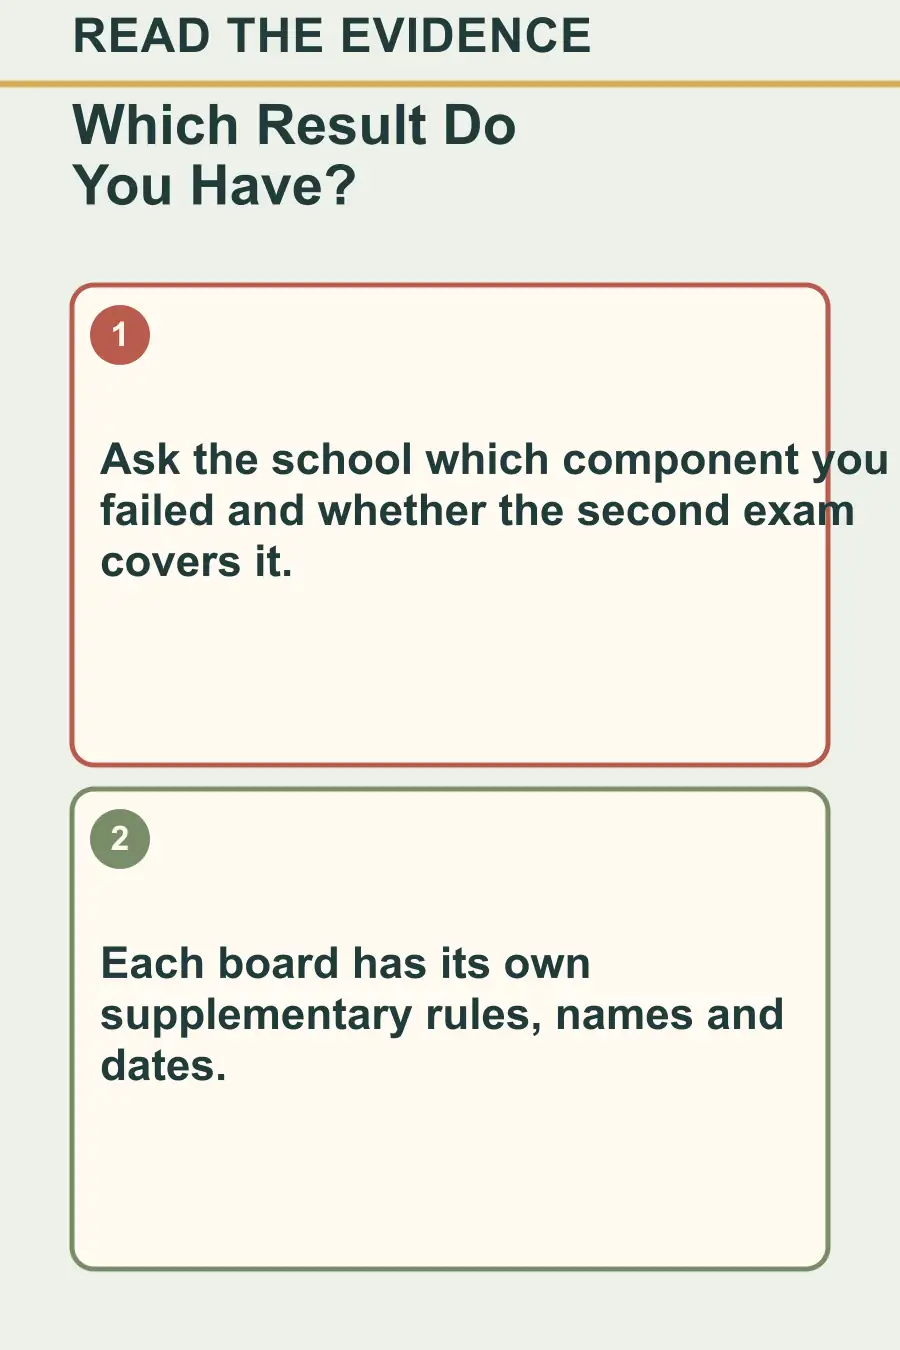 READ THE EVIDENCE
Which Result Do
You Have?
1
Ask the school which component you
failed and whether the second exam
covers it.
2
Each board has its own
supplementary rules, names and
dates.